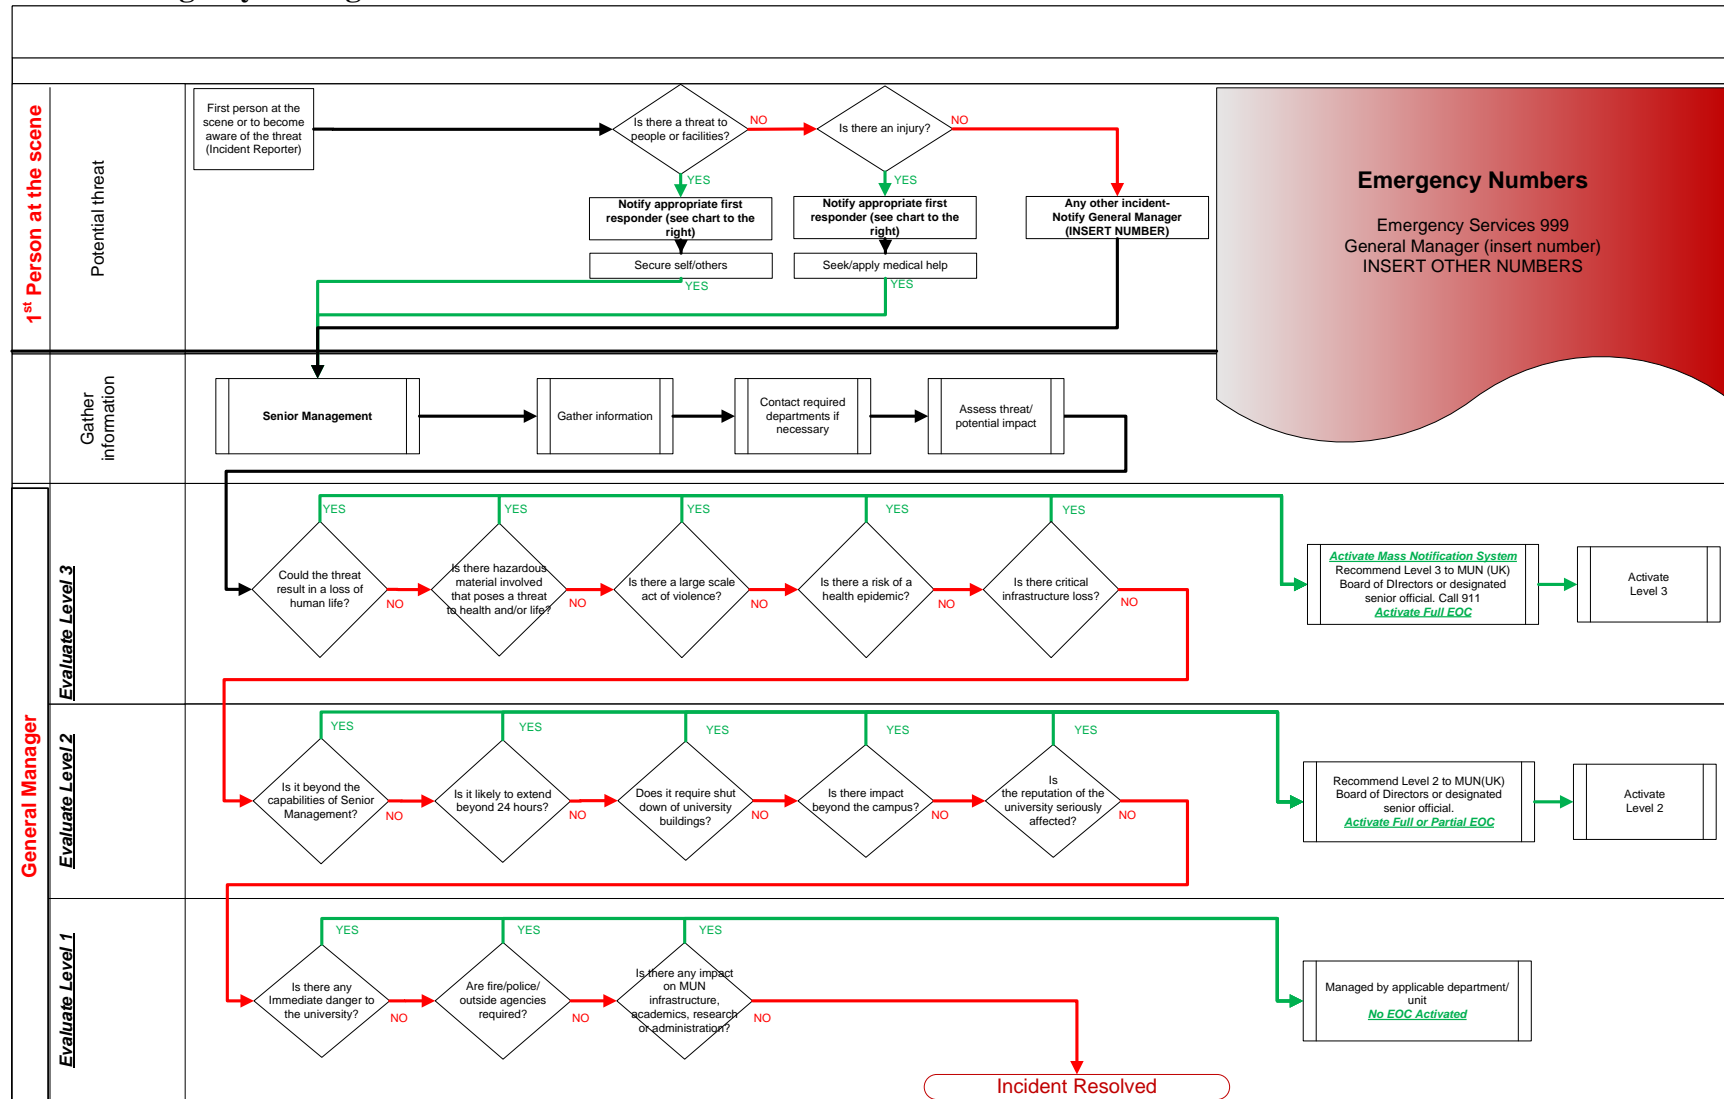 1st Person at the scene
Potential threat
First person at the
scene or to become
aware of the threat
(Incident Reporter)
Is there a threat to
people or facilities?
NO
Is there an injury?
NO
YES
YES
Notify appropriate first
responder (see chart to the
right)
Notify appropriate first
responder (see chart to the
right)
Any other incident-
Notify General Manager
(INSERT NUMBER)
Secure self/others
Seek/apply medical help
YES
YES
Emergency Numbers
Emergency Services 999
General Manager (insert number)
INSERT OTHER NUMBERS
Gather
information
Senior Management
Gather information
Contact required
departments if
necessary
Assess threat/
potential impact
General Manager
Evaluate Level 3
YES
YES
YES
YES
YES
Could the threat
result in a loss of
human life?
NO
Is there hazardous
material involved
that poses a threat
to health and/or life?
NO
Is there a large scale
act of violence?
NO
Is there a risk of a
health epidemic?
NO
Is there critical
infrastructure loss?
NO
Activate Mass Notification System
Recommend Level 3 to MUN (UK)
Board of DIrectors or designated
senior official. Call 911
Activate Full EOC
Activate
Level 3
Evaluate Level 2
YES
YES
YES
YES
YES
Is it beyond the
capabilities of Senior
Management?
NO
Is it likely to extend
beyond 24 hours?
NO
Does it require shut
down of university
buildings?
NO
Is there impact
beyond the campus?
NO
Is
the reputation of the
university seriously
affected?
NO
Recommend Level 2 to MUN(UK)
Board of Directors or designated
senior official.
Activate Full or Partial EOC
Activate
Level 2
Evaluate Level 1
YES
YES
YES
Is there any
Immediate danger to
the university?
NO
Are fire/police/
outside agencies
required?
NO
Is there any impact
on MUN
infrastructure,
academics, research
or administration?
NO
Managed by applicable department/
unit
No EOC Activated
Incident Resolved